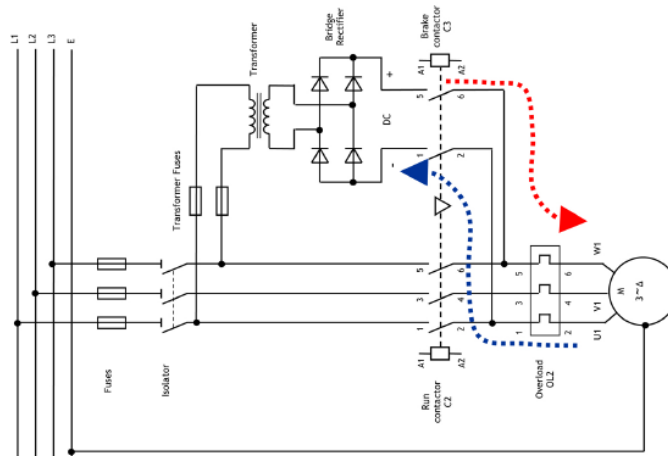 L1
L2
L3
E
Transformer
Bridge
Rectifier
Brake
contactor
C3
A1
A2
+
5
6
DC
-
1
2
Transformer Fuses
5
6
3
4
1
2
5
6
3
4
1
2
W1
V1
U1
M
3~Δ
A1
A2
Fuses
Isolator
Run
contactor
C2
Overload
OL2